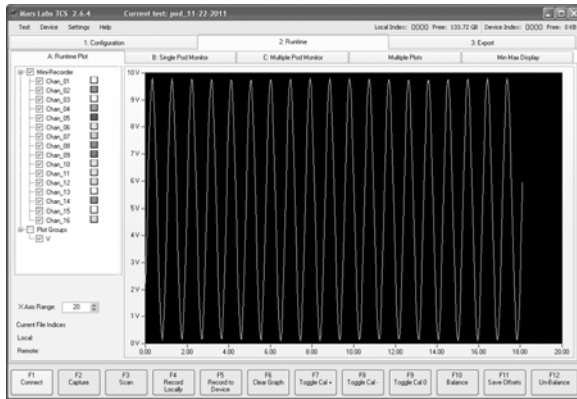 Mars Labs TCS 2.6.4 Current test: pod_11-22-2011
Test Device Settings Help Local Index: 0000 Free: 133.72 GB Device Index: 0000 Free: 0 KB
1: Configuration 2: Runtime 3: Export
A: Runtime Plot B: Single Pod Monitor C: Multiple Pod Monitor Multiple Plots Min Max Display
Mini-Recorder
Chan_01
Chan_02
Chan_03
Chan_04
Chan_05
Chan_06
Chan_07
Chan_08
Chan_09
Chan_10
Chan_11
Chan_12
Chan_13
Chan_14
Chan_15
Chan_16
Plot Groups
V
10 V
9 V
8 V
7 V
6 V
5 V
4 V
3 V
2 V
1 V
0 V
0.00 2.00 4.00 6.00 8.00 10.00 12.00 14.00 16.00 18.00 20.00
X Axis Range: 20
Current File Indices
Local:
Remote:
F1 Connect
F2 Capture
F3 Scan
F4 Record Locally
F5 Record to Device
F6 Clear Graph
F7 Toggle Cal +
F8 Toggle Cal -
F9 Toggle Cal 0
F10 Balance
F11 Save Offsets
F12 Un-Balance